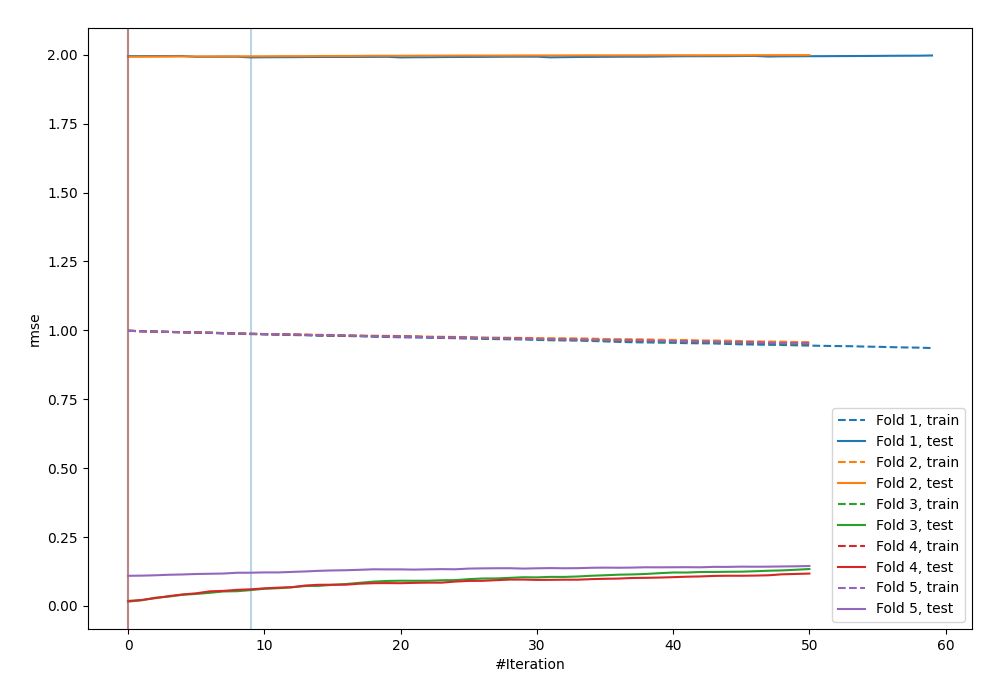 2.00
1.75
1.50
1.25
1.00
0.75
0.50
0.25
0.00
rmse
0 10 20 30 40 50 60
#Iteration
Fold 1, train
Fold 1, test
Fold 2, train
Fold 2, test
Fold 3, train
Fold 3, test
Fold 4, train
Fold 4, test
Fold 5, train
Fold 5, test